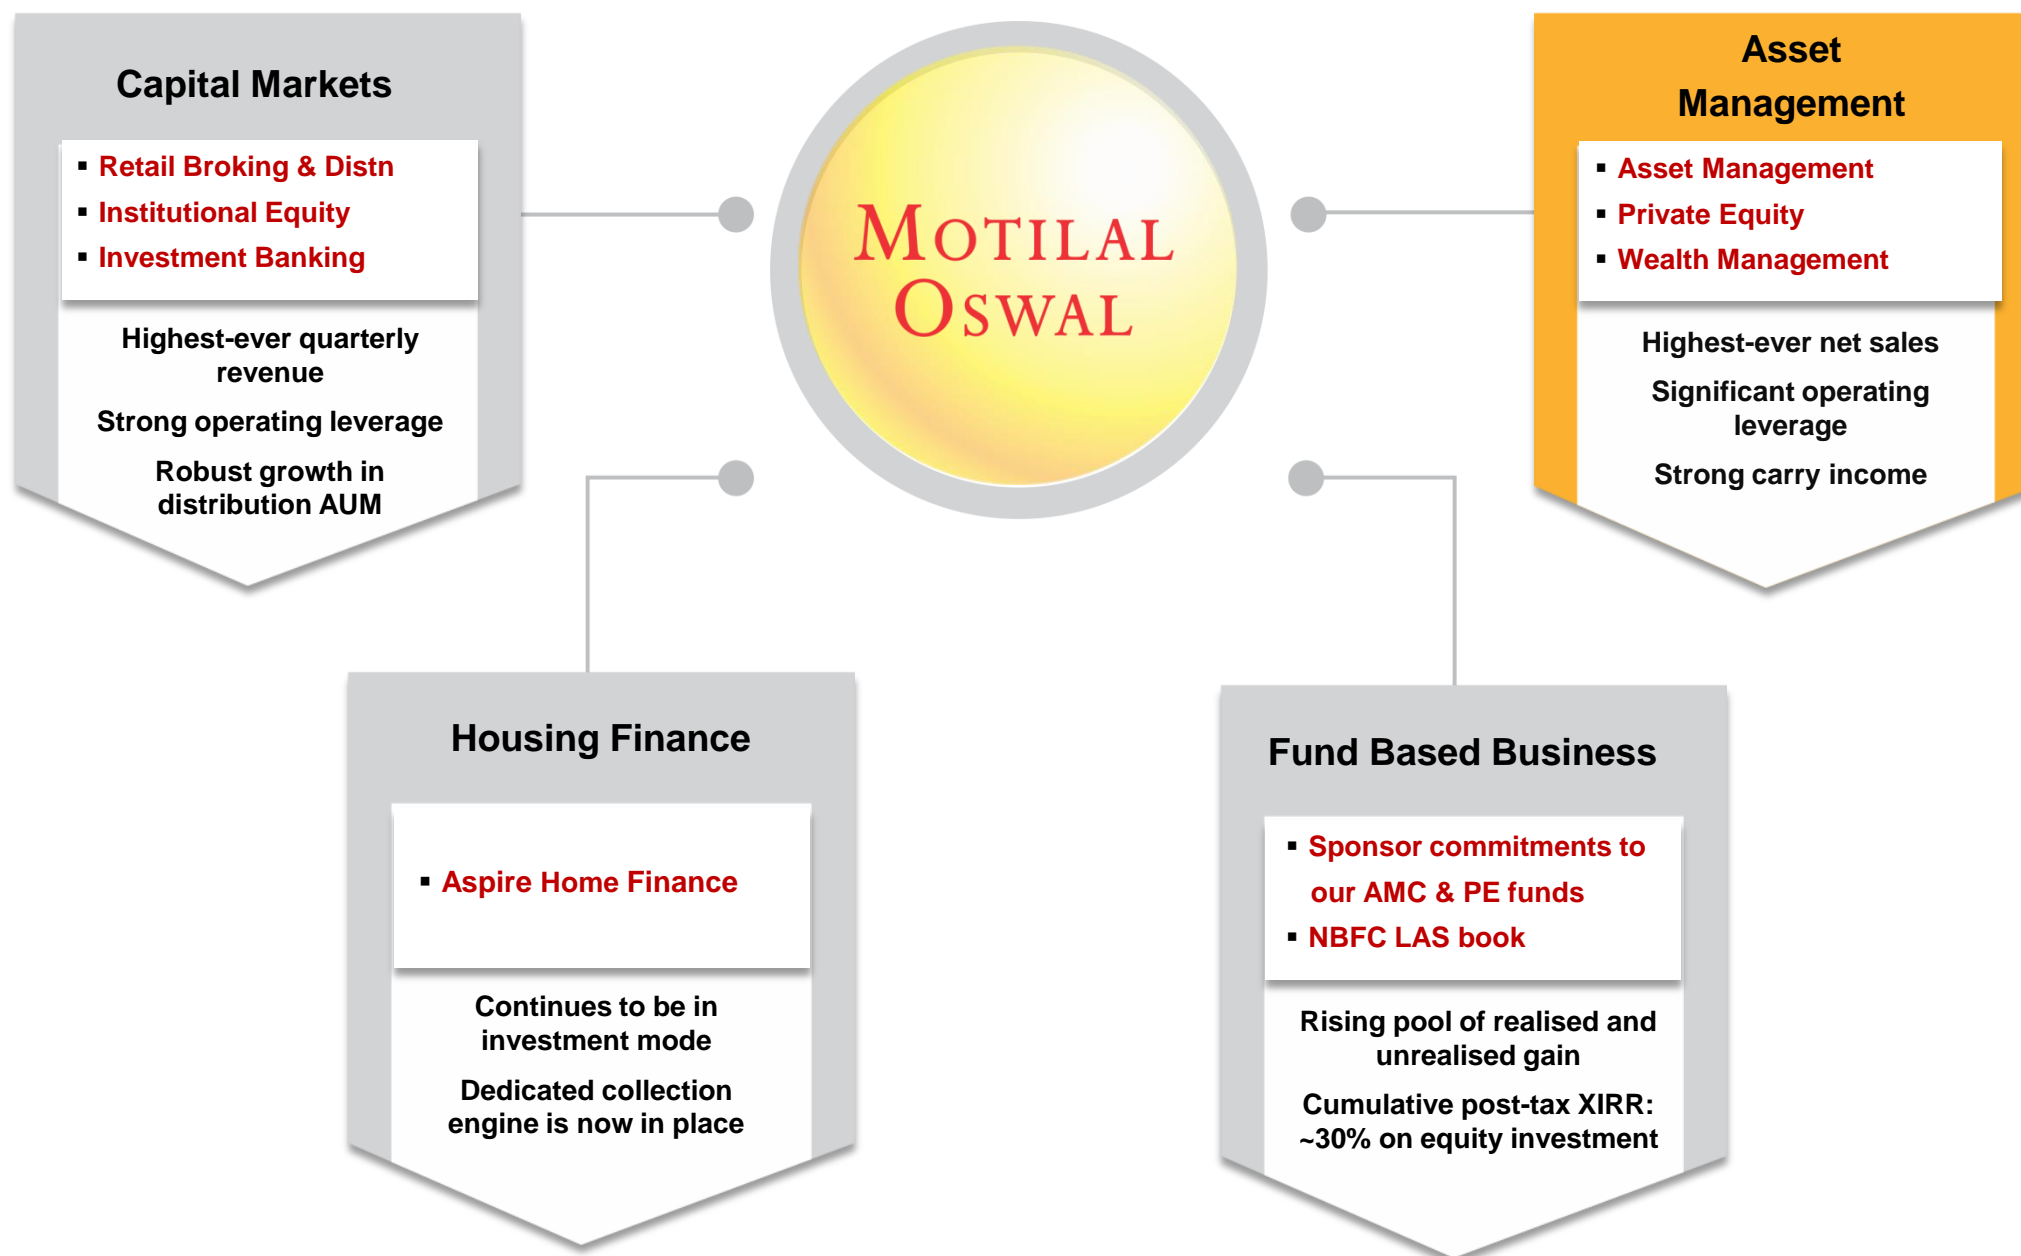 Capital Markets
▪ Retail Broking & Distn
▪ Institutional Equity
▪ Investment Banking
Highest-ever quarterly
revenue
Strong operating leverage
Robust growth in
distribution AUM
MOTILAL
OSWAL
Asset
Management
▪ Asset Management
▪ Private Equity
▪ Wealth Management
Highest-ever net sales
Significant operating
leverage
Strong carry income
Housing Finance
▪ Aspire Home Finance
Continues to be in
investment mode
Dedicated collection
engine is now in place
Fund Based Business
▪ Sponsor commitments to
our AMC & PE funds
▪ NBFC LAS book
Rising pool of realised and
unrealised gain
Cumulative post-tax XIRR:
~30% on equity investment